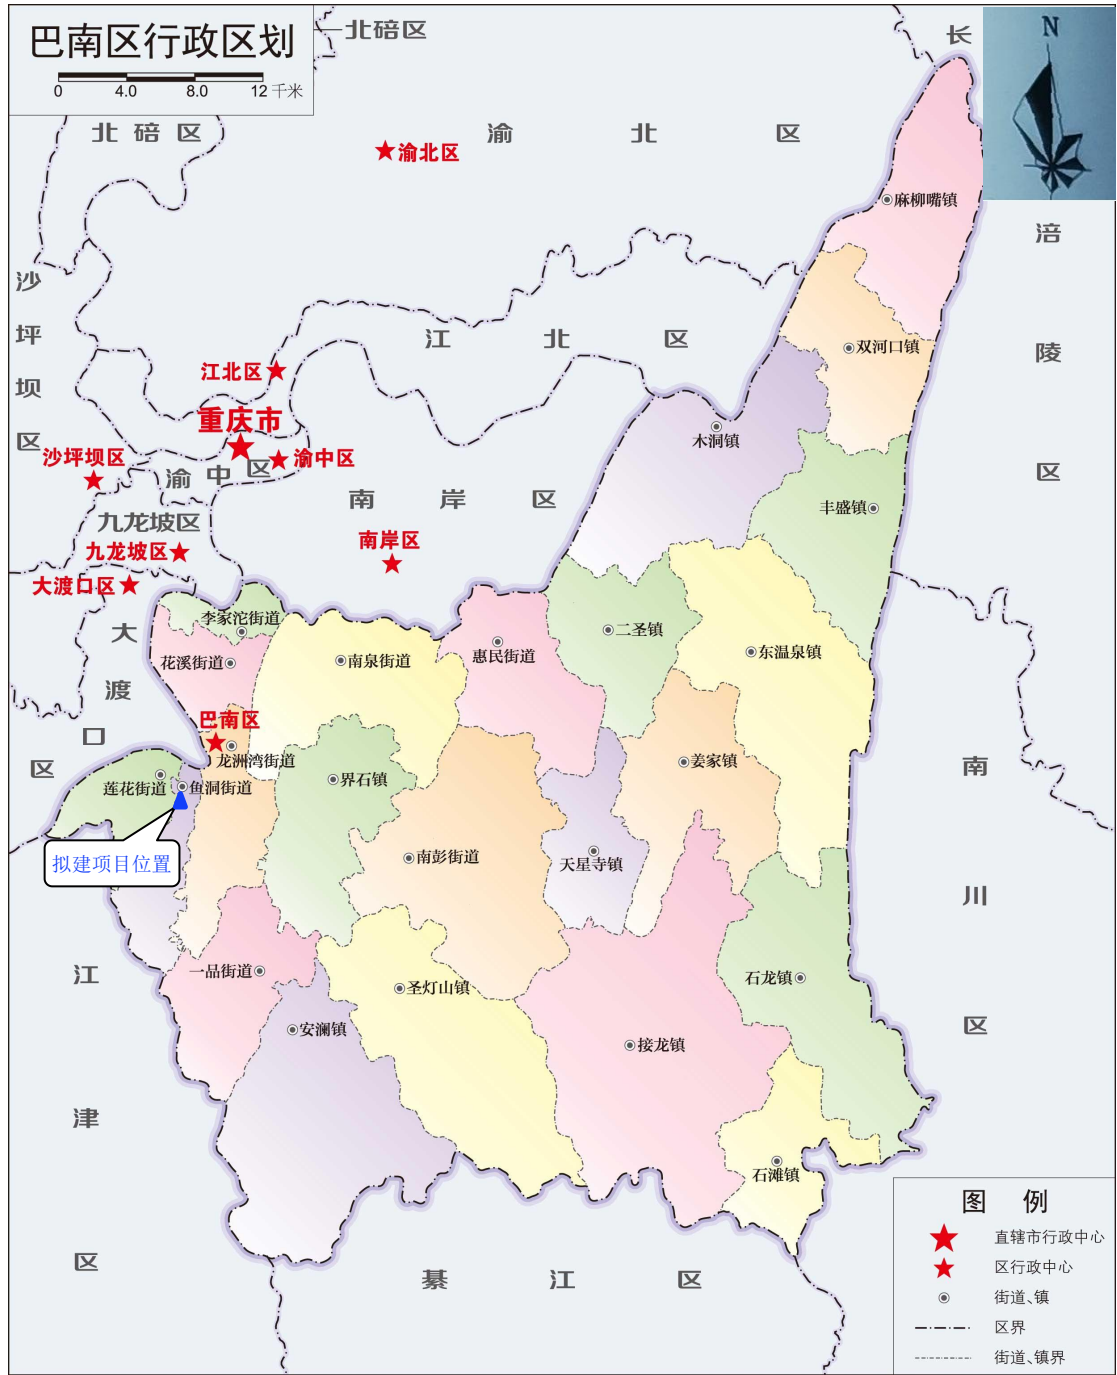 巴南区行政区划
0 4.0 8.0 12 千米
北碚区
长
N
北碚区
渝北区
渝北区
麻柳嘴镇
涪陵区
沙坪坝区
江北区
双河口镇
江北区
重庆市
木洞镇
沙坪坝区
渝中区
渝中区
南岸区
丰盛镇
九龙坡区
九龙坡区
南岸区
大渡口区
大渡口区
李家沱街道
二圣镇
花溪街道
南泉街道
惠民街道
东温泉镇
巴南区
龙洲湾街道
姜家镇
南川区
莲花街道
鱼洞街道
界石镇
拟建项目位置
南彭街道
天星寺镇
江津区
一品街道
圣灯山镇
石龙镇
安澜镇
接龙镇
石滩镇
綦江区
图例
直辖市行政中心
区行政中心
街道、镇
区界
街道、镇界